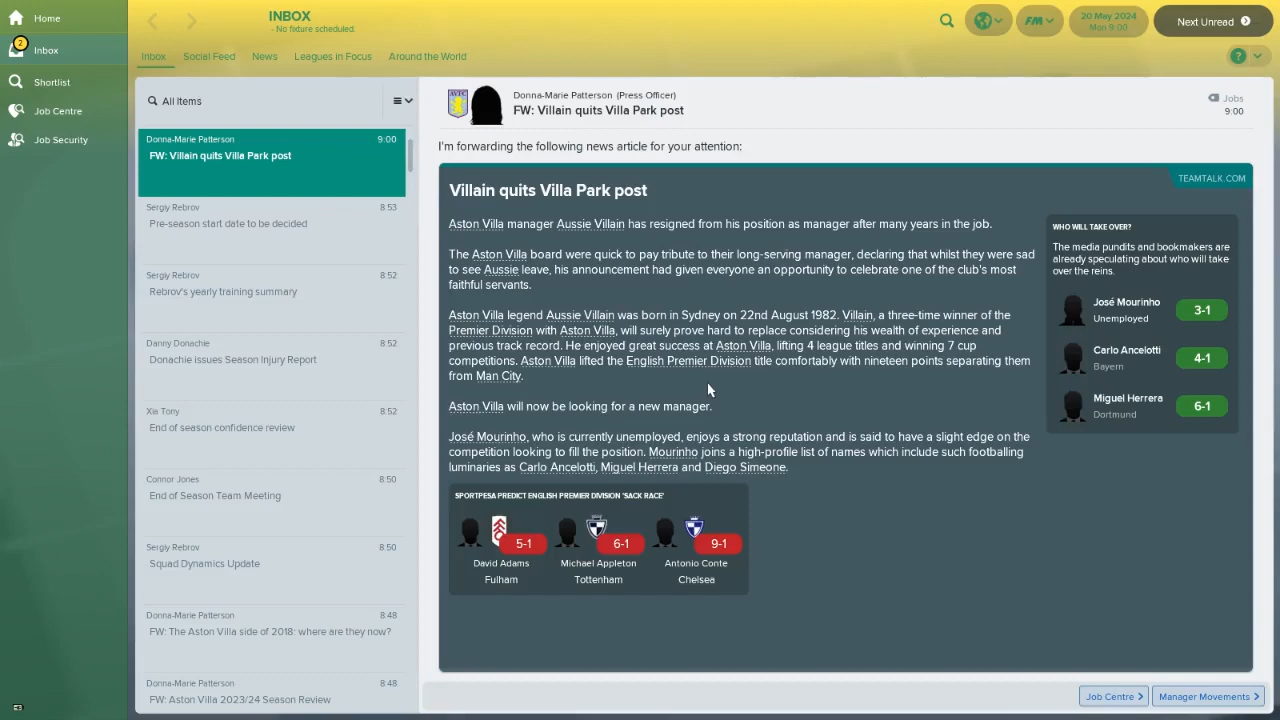 Home
2
Inbox
Shortlist
Job Centre
Job Security
INBOX
- No fixture scheduled.
FM
20 May 2024
Mon 9:00
Next Unread
Inbox
Social Feed
News
Leagues in Focus
Around the World
?
All Items
Donna-Marie Patterson 9:00
FW: Villain quits Villa Park post
Sergiy Rebrov 8:53
Pre-season start date to be decided
Sergiy Rebrov 8:52
Rebrov's yearly training summary
Danny Donachie 8:52
Donachie issues Season Injury Report
Xia Tony 8:52
End of season confidence review
Connor Jones 8:50
End of Season Team Meeting
Sergiy Rebrov 8:50
Squad Dynamics Update
Donna-Marie Patterson 8:48
FW: The Aston Villa side of 2018: where are they now?
Donna-Marie Patterson 8:48
FW: Aston Villa 2023/24 Season Review
AVFC
Donna-Marie Patterson (Press Officer)
FW: Villain quits Villa Park post
Jobs
9:00
I'm forwarding the following news article for your attention:
TEAMTALK.COM
Villain quits Villa Park post
Aston Villa manager Aussie Villain has resigned from his position as manager after many years in the job.
The Aston Villa board were quick to pay tribute to their long-serving manager, declaring that whilst they were sad
to see Aussie leave, his announcement had given everyone an opportunity to celebrate one of the club's most
faithful servants.
Aston Villa legend Aussie Villain was born in Sydney on 22nd August 1982. Villain, a three-time winner of the
Premier Division with Aston Villa, will surely prove hard to replace considering his wealth of experience and
previous track record. He enjoyed great success at Aston Villa, lifting 4 league titles and winning 7 cup
competitions. Aston Villa lifted the English Premier Division title comfortably with nineteen points separating them
from Man City.
Aston Villa will now be looking for a new manager.
José Mourinho, who is currently unemployed, enjoys a strong reputation and is said to have a slight edge on the
competition looking to fill the position. Mourinho joins a high-profile list of names which include such footballing
luminaries as Carlo Ancelotti, Miguel Herrera and Diego Simeone.
WHO WILL TAKE OVER?
The media pundits and bookmakers are
already speculating about who will take
over the reins.
José Mourinho
Unemployed
3-1
Carlo Ancelotti
Bayern
4-1
Miguel Herrera
Dortmund
6-1
SPORTPESA PREDICT ENGLISH PREMIER DIVISION 'SACK RACE'
5-1
David Adams
Fulham
6-1
Michael Appleton
Tottenham
9-1
Antonio Conte
Chelsea
Job Centre
Manager Movements